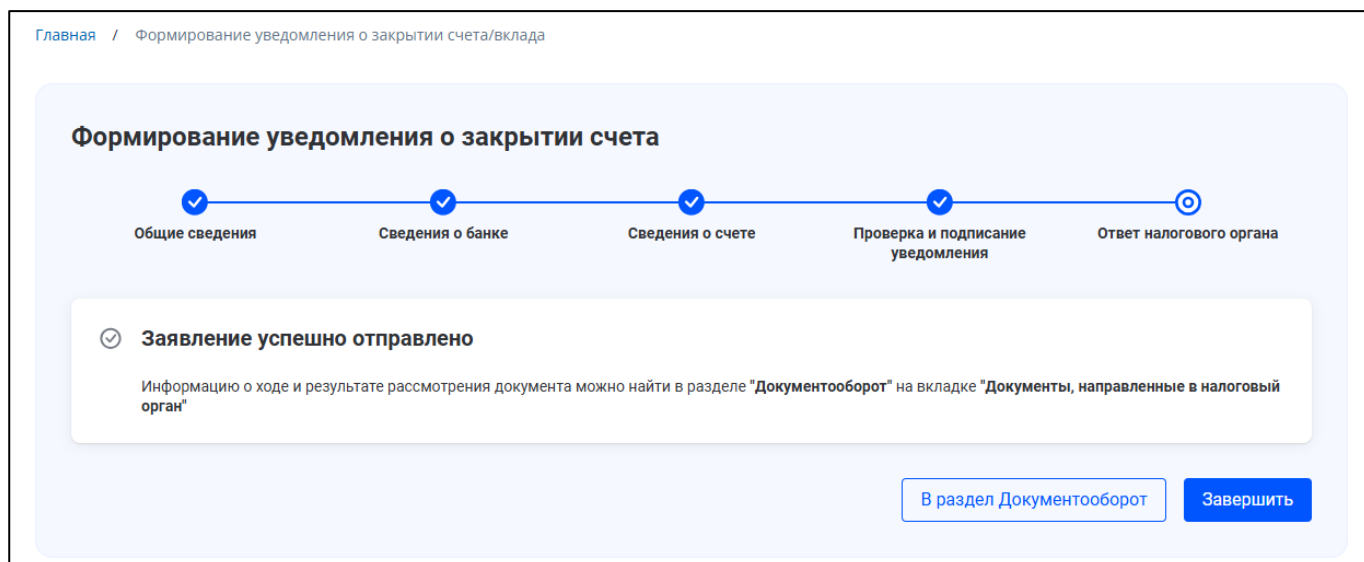 Главная / Формирование уведомления о закрытии счета/вклада
Формирование уведомления о закрытии счета
Общие сведения
Сведения о банке
Сведения о счете
Проверка и подписание
уведомления
Ответ налогового органа
Заявление успешно отправлено
Информацию о ходе и результате рассмотрения документа можно найти в разделе "Документооборот" на вкладке "Документы, направленные в налоговый
орган"
В раздел Документооборот
Завершить